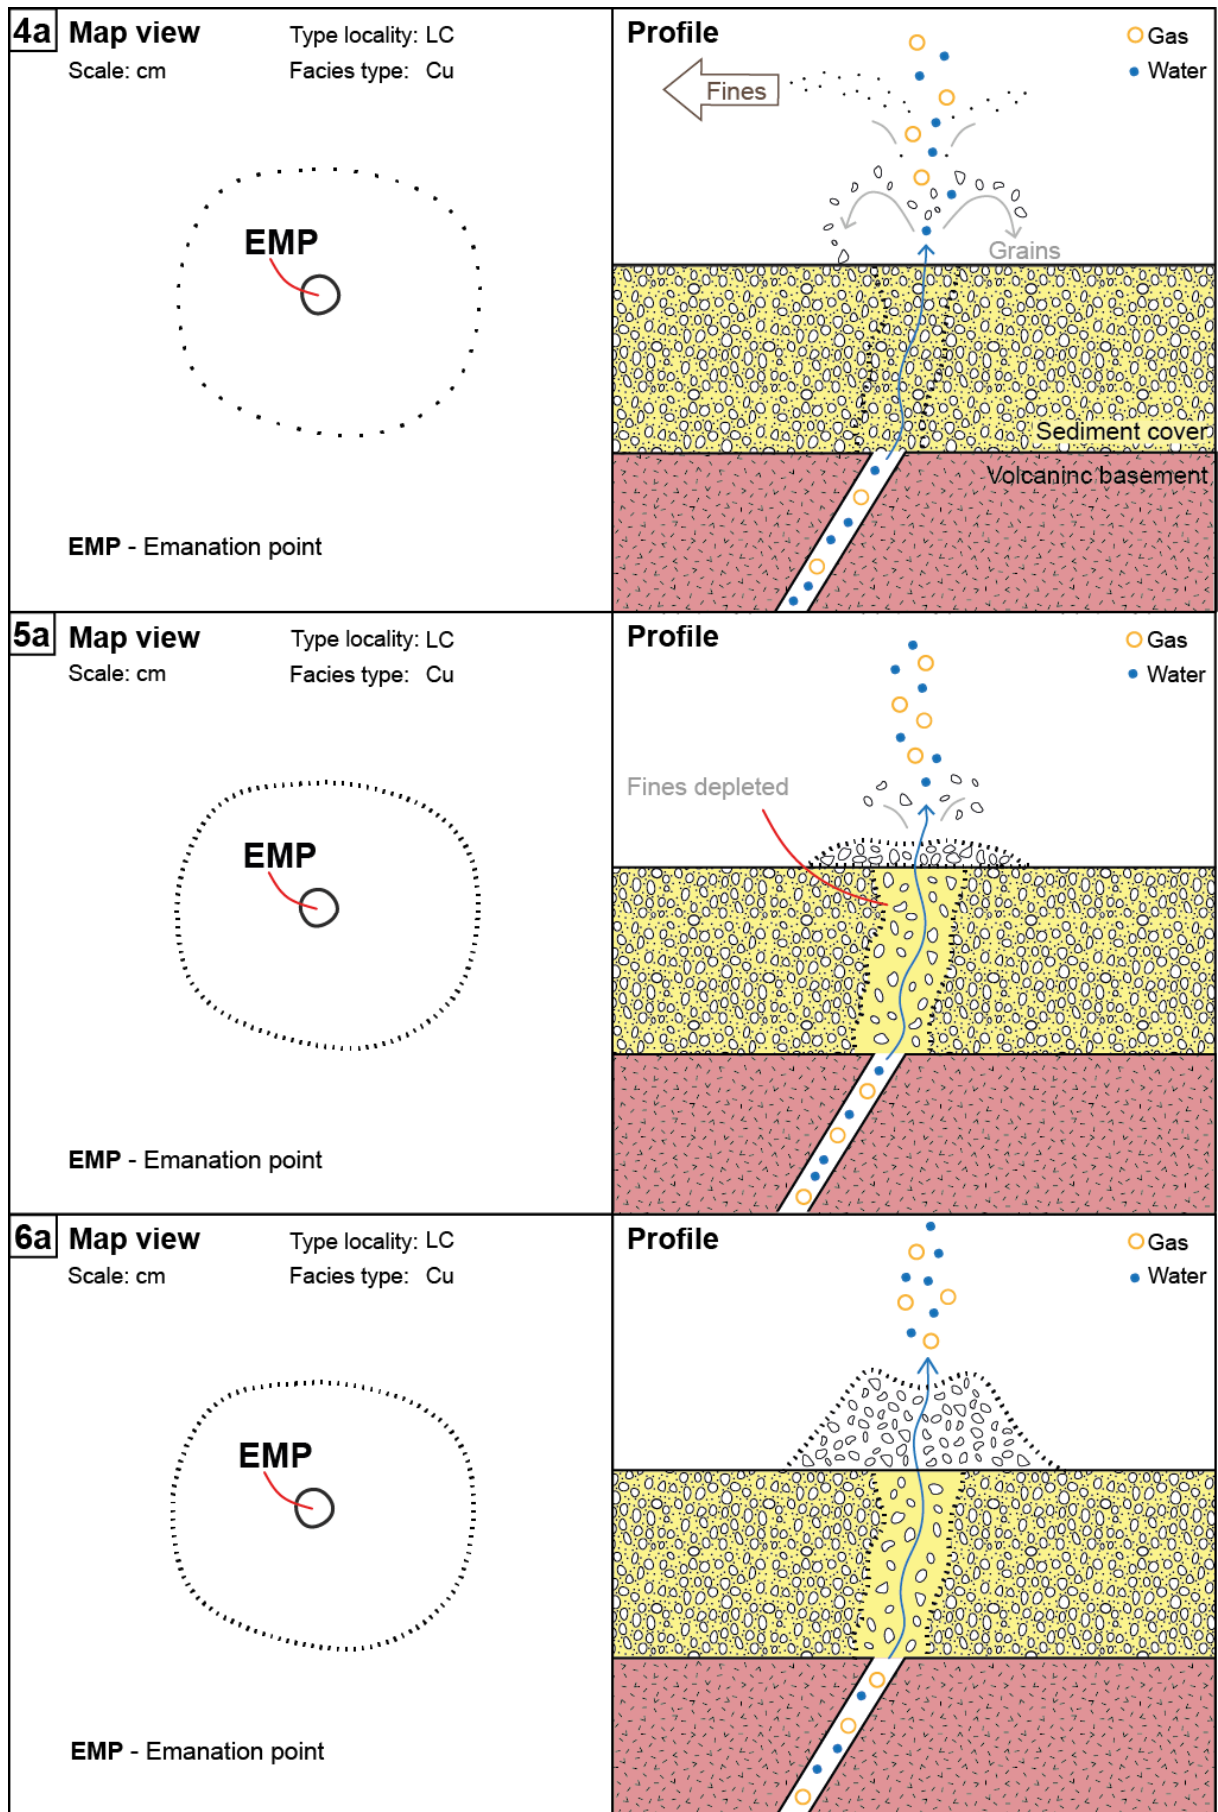 4a Map view Type locality: LC
Scale: cm Facies type: Cu
EMP
EMP - Emanation point
Profile
Gas
Water
Fines
Grains
Sediment cover
Volcaninc basement
5a Map view Type locality: LC
Scale: cm Facies type: Cu
EMP
EMP - Emanation point
Profile
Gas
Water
Fines depleted
6a Map view Type locality: LC
Scale: cm Facies type: Cu
EMP
EMP - Emanation point
Profile
Gas
Water